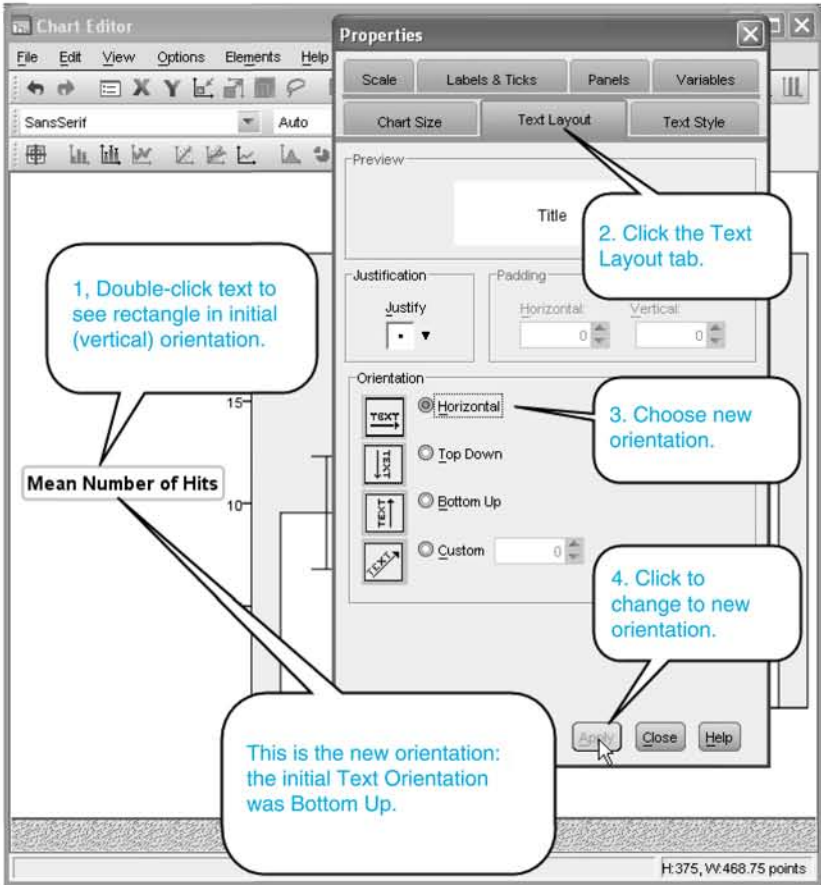 Chart Editor
File Edit View Options Elements Help
X Y
SansSerif Auto
Properties
Scale Labels & Ticks Panels Variables
Chart Size Text Layout Text Style
Preview
Title
2. Click the Text
Layout tab.
1, Double-click text to
see rectangle in initial
(vertical) orientation.
Justification
Justify
Padding
Horizontal: Vertical:
0 0
Orientation
TEXT Horizontal
TEXT Top Down
TEXT Bottom Up
TEXT Custom 0
3. Choose new
orientation.
15
Mean Number of Hits
10
4. Click to
change to new
orientation.
Apply Close Help
This is the new orientation:
the initial Text Orientation
was Bottom Up.
H:375, W:468.75 points